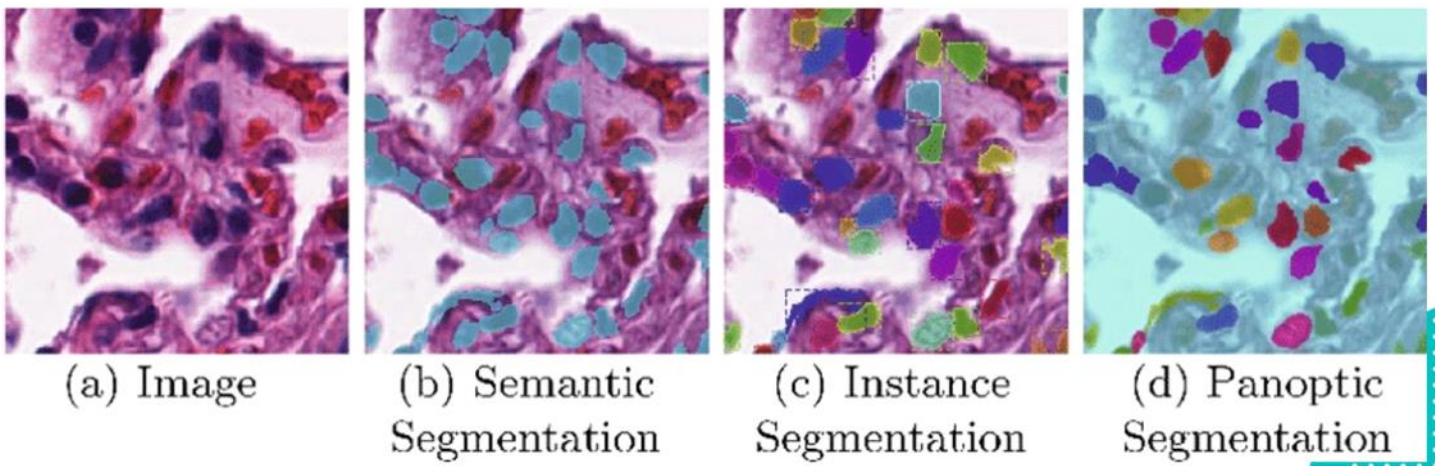 (a) Image
(b) Semantic
Segmentation
(c) Instance
Segmentation
(d) Panoptic
Segmentation